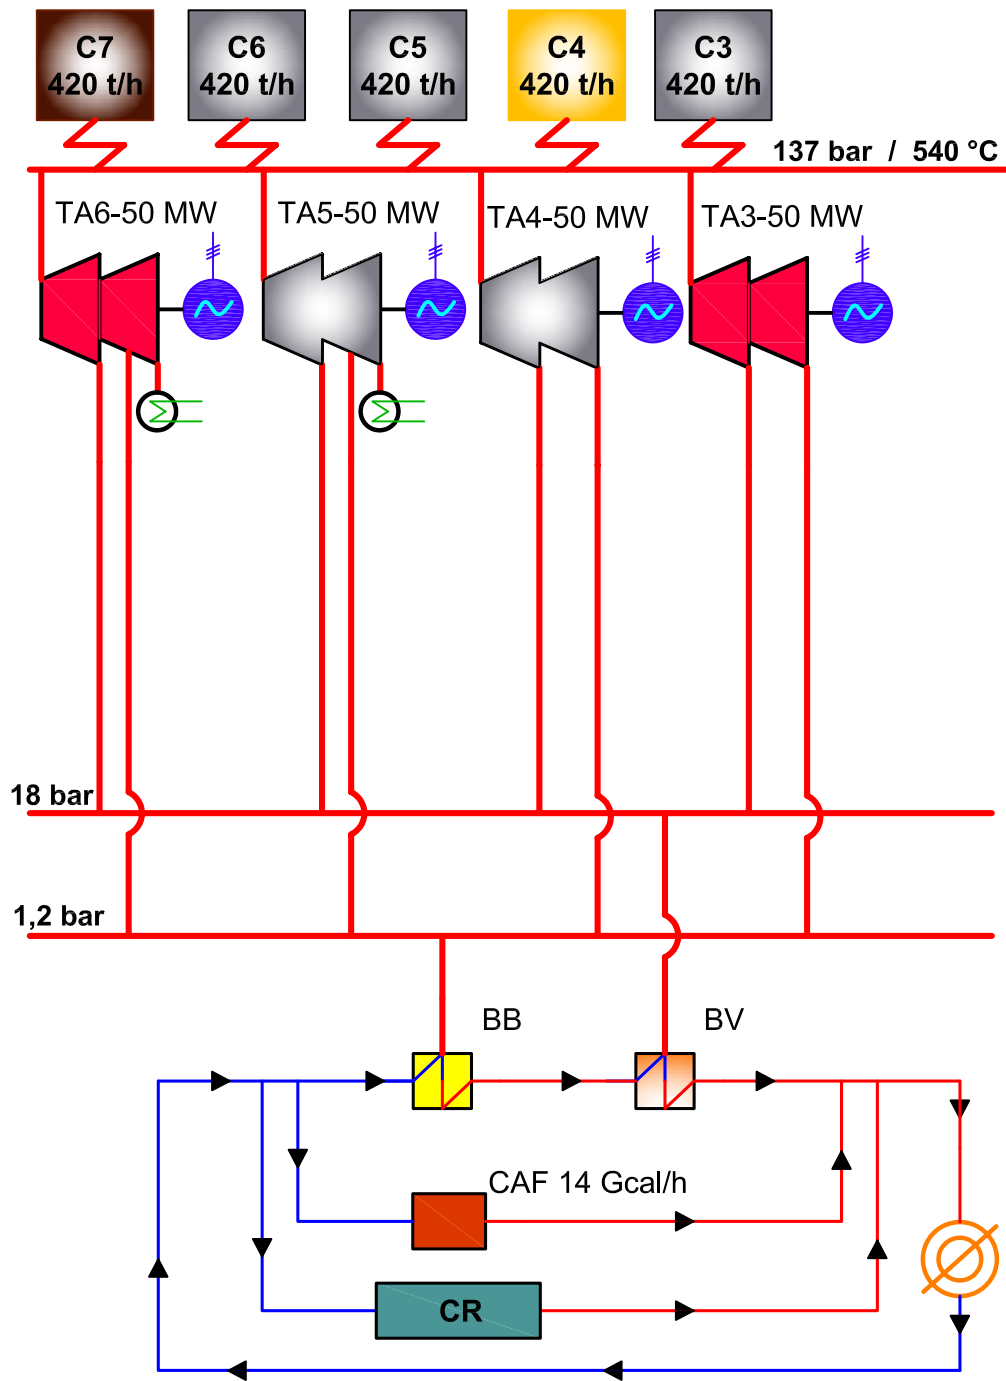 C7
420 t/h
C6
420 t/h
C5
420 t/h
C4
420 t/h
C3
420 t/h
137 bar / 540 °C
TA6-50 MW
TA5-50 MW
TA4-50 MW
TA3-50 MW
18 bar
1,2 bar
BB
BV
CAF 14 Gcal/h
CR